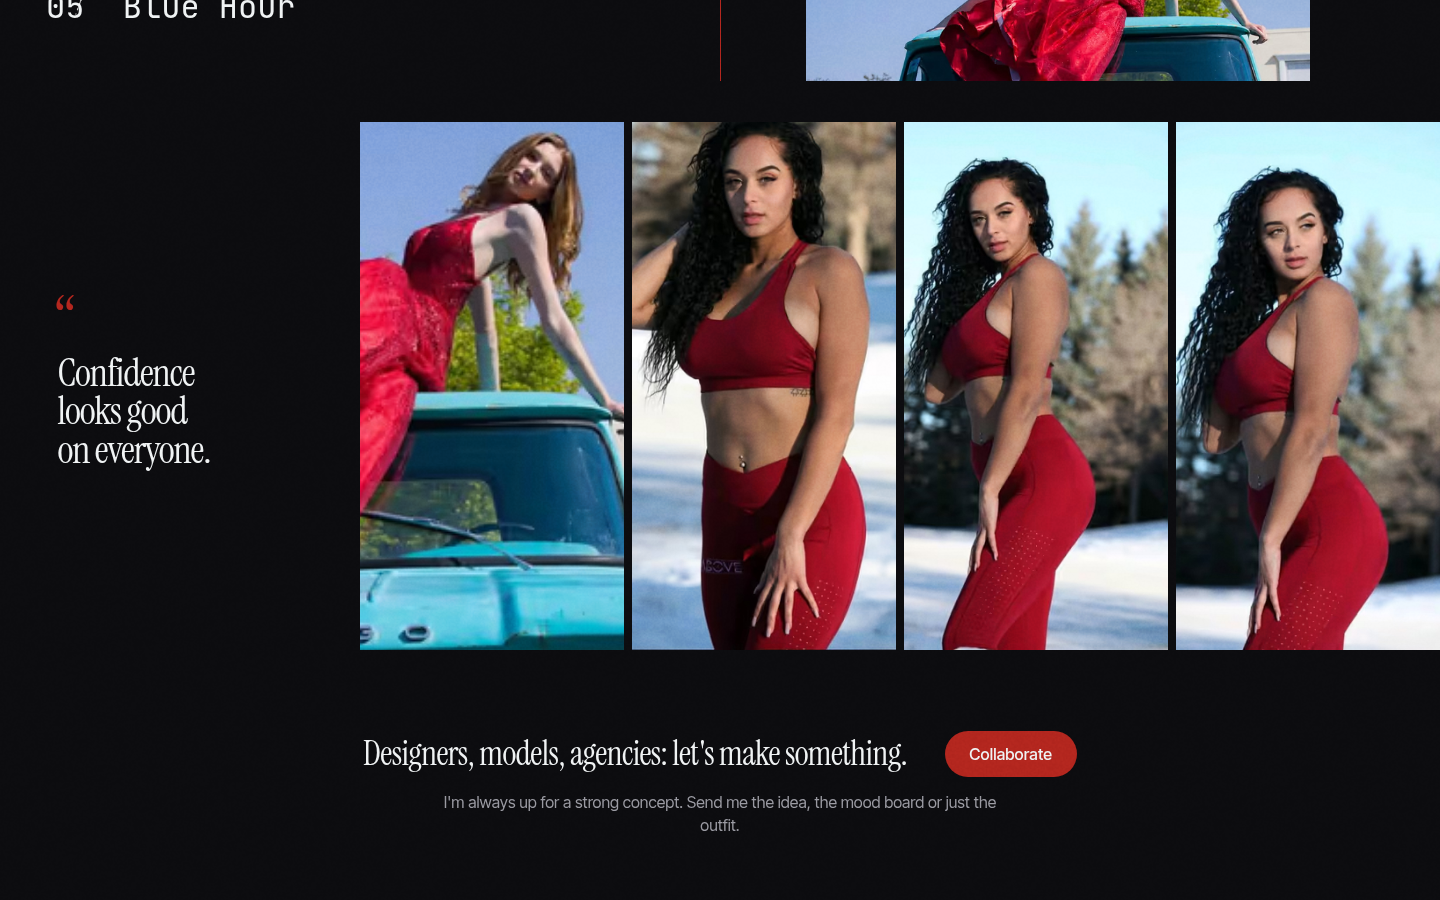 05 Blue Hour
“
Confidence
looks good
on everyone.
ABOVE
Designers, models, agencies: let's make something.
Collaborate
I'm always up for a strong concept. Send me the idea, the mood board or just the
outfit.